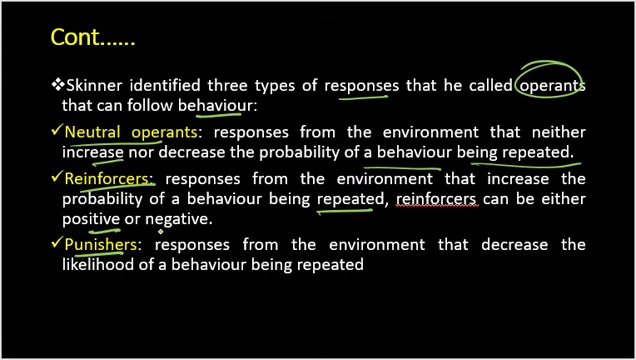 Cont......
❖Skinner identified three types of responses that he called operants
that can follow behaviour:
✓Neutral operants: responses from the environment that neither
increase nor decrease the probability of a behaviour being repeated.
✓Reinforcers: responses from the environment that increase the
probability of a behaviour being repeated, reinforcers can be either
positive or negative.
✓Punishers: responses from the environment that decrease the
likelihood of a behaviour being repeated